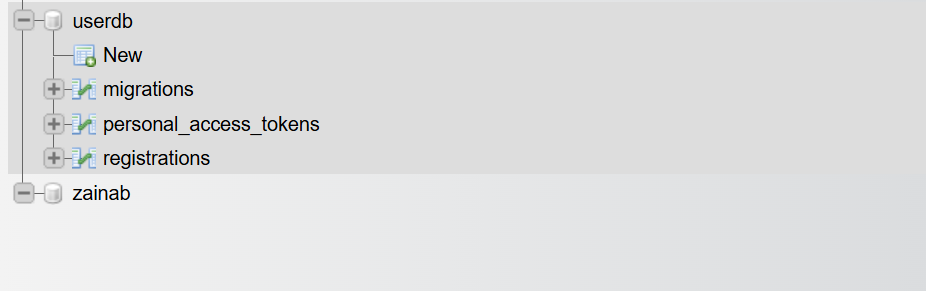 userdb
New
migrations
personal_access_tokens
registrations
zainab